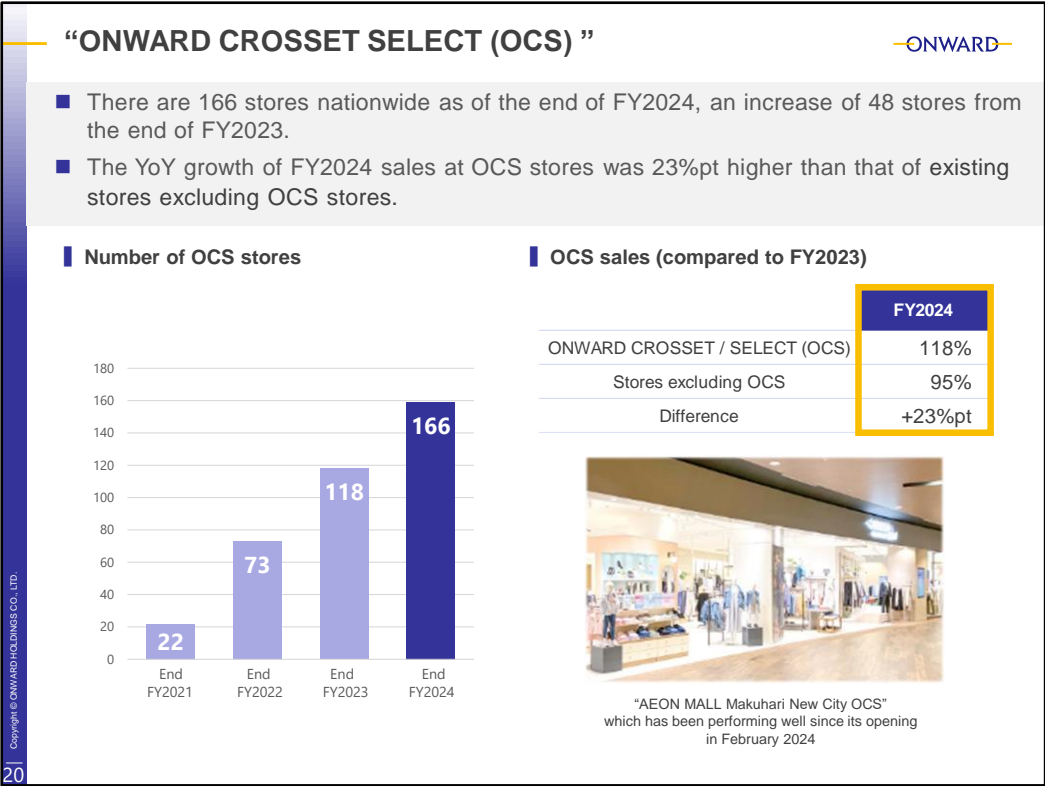 “ONWARD CROSSET SELECT (OCS) ”
ONWARD
■ There are 166 stores nationwide as of the end of FY2024, an increase of 48 stores from
the end of FY2023.
■ The YoY growth of FY2024 sales at OCS stores was 23%pt higher than that of existing
stores excluding OCS stores.
Number of OCS stores
180
160
140
120
100
80
60
40
20
0
22
73
118
166
End End End End
FY2021 FY2022 FY2023 FY2024
OCS sales (compared to FY2023)
FY2024
ONWARD CROSSET / SELECT (OCS) 118%
Stores excluding OCS 95%
Difference +23%pt
“AEON MALL Makuhari New City OCS”
which has been performing well since its opening
in February 2024
Copyright © ONWARD HOLDINGS CO., LTD.
20